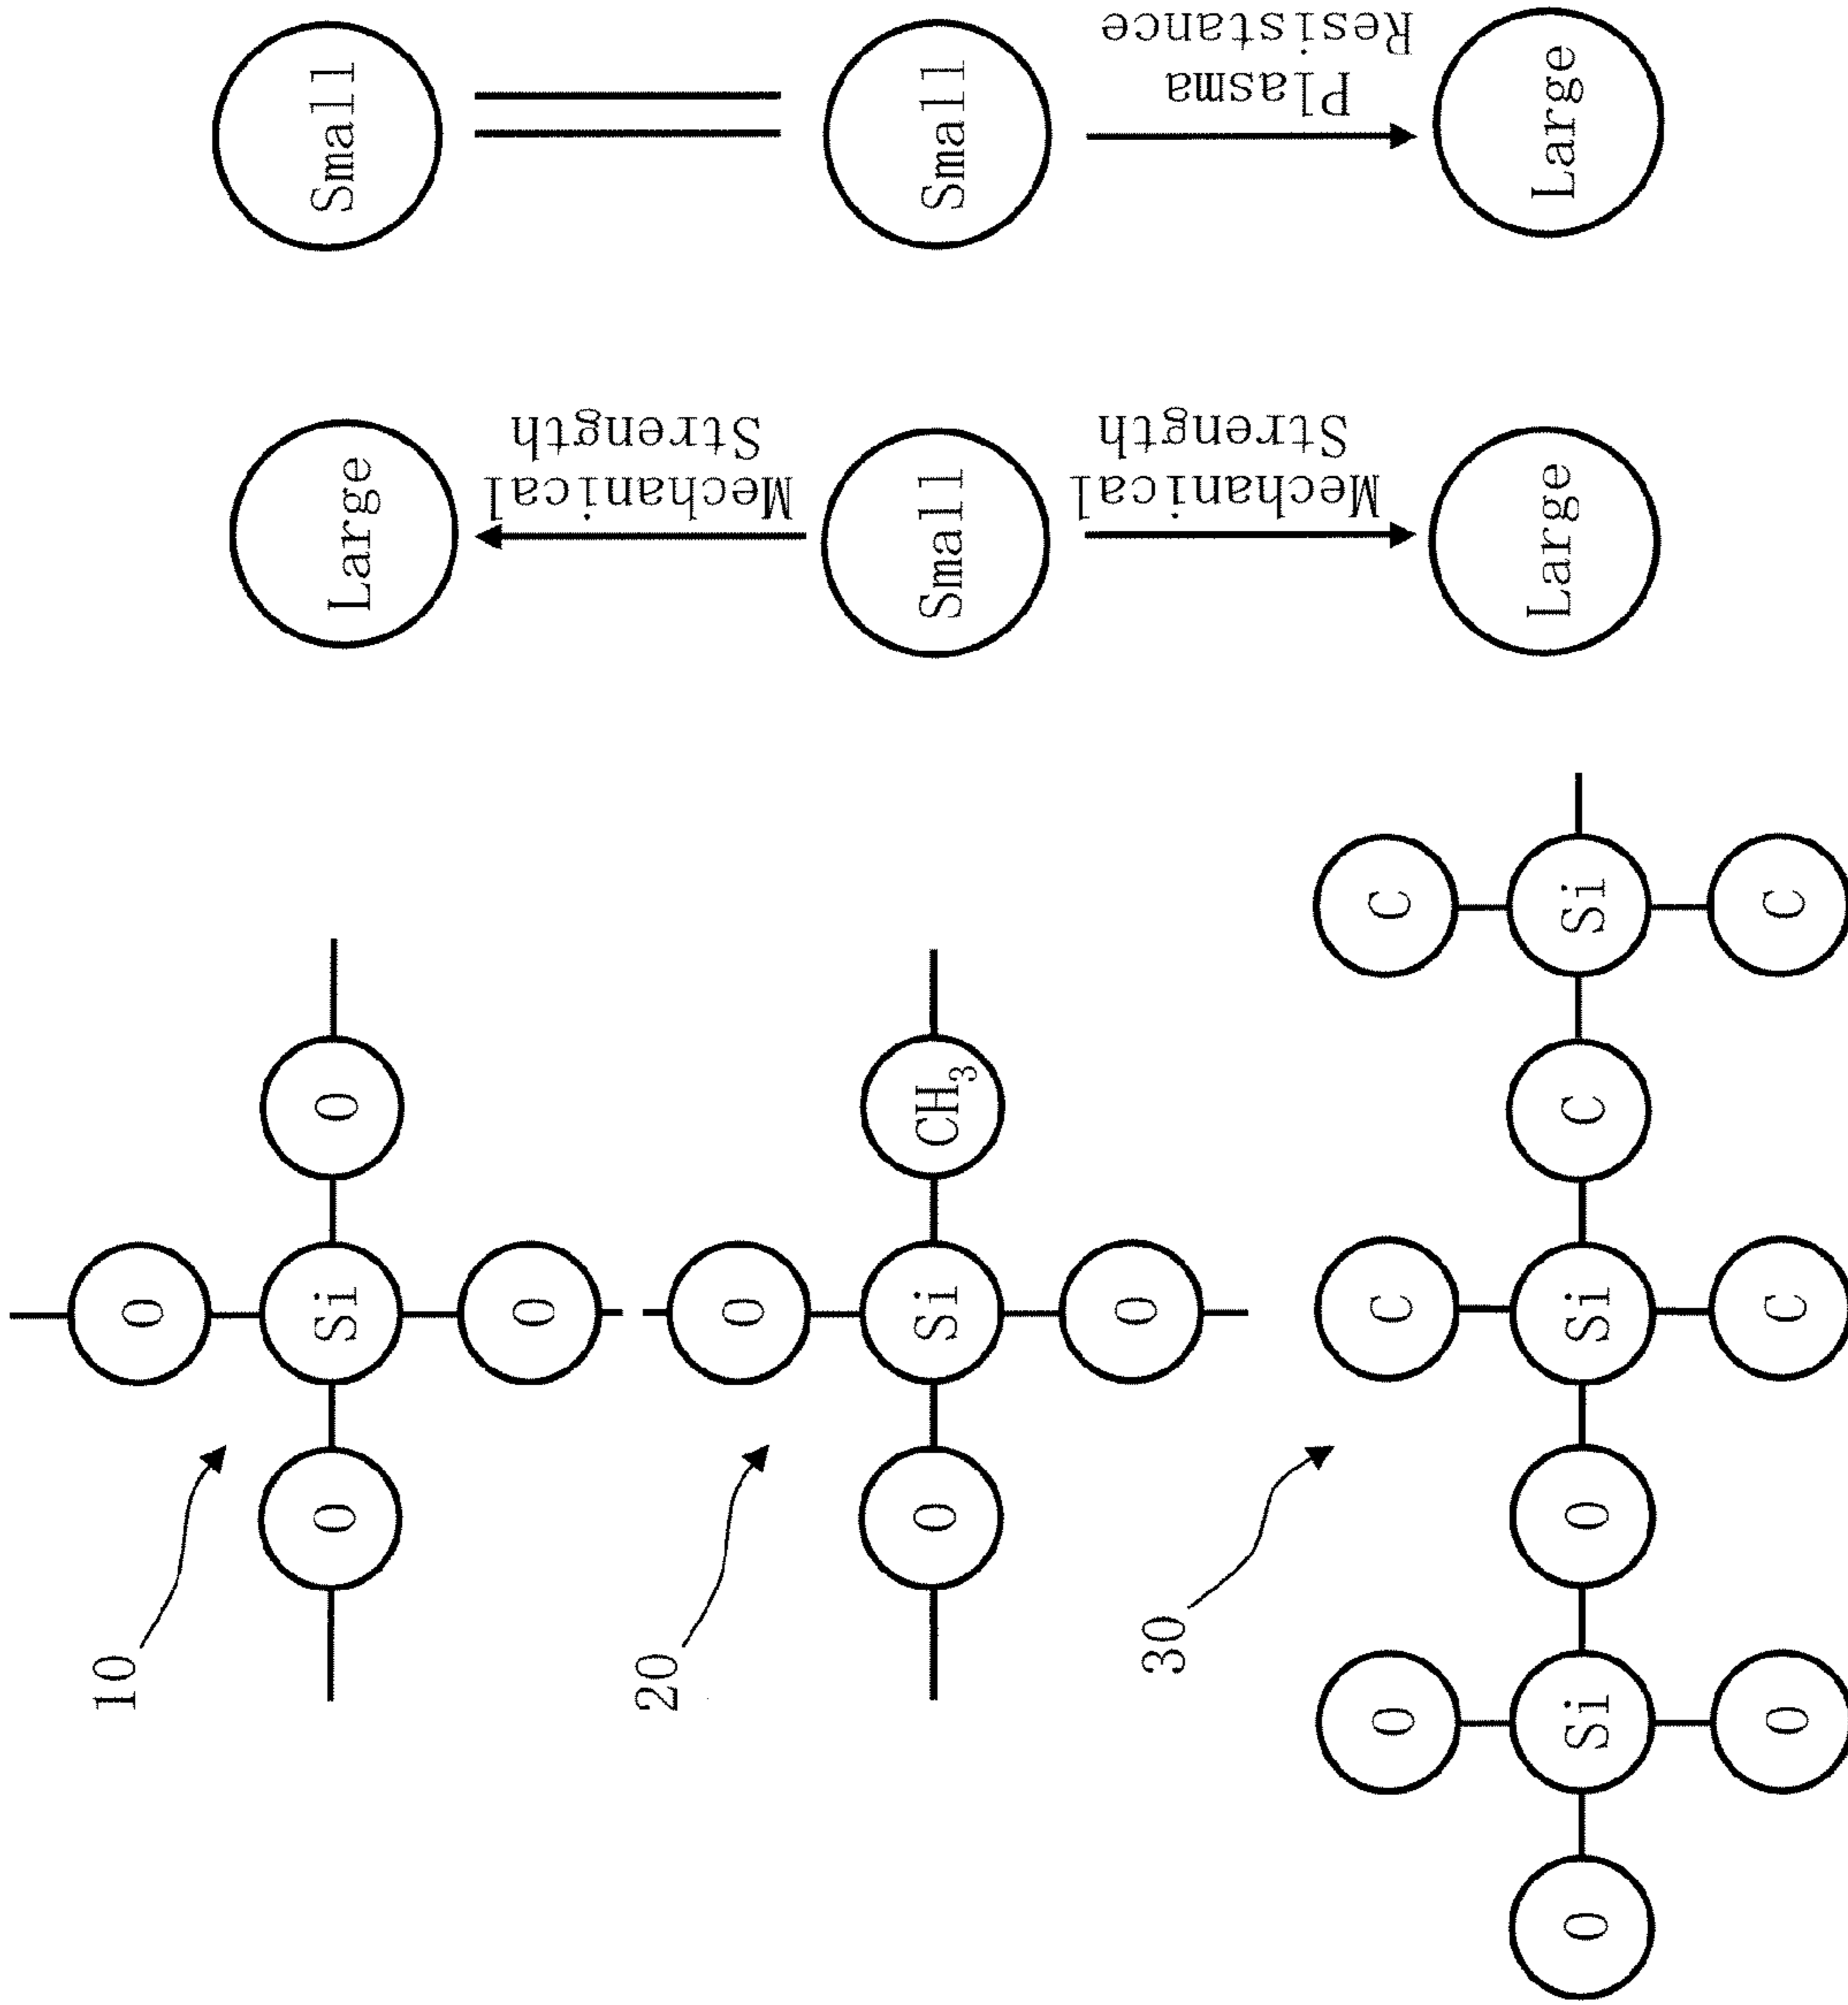 10
O
O
Si
O
O
Large
Small
Mechanical
Strength
20
O
O
Si
CH₃
O
Small
Small
Mechanical
Strength
Plasma
Resistance
30
O
C
C
O
Si
O
Si
C
Si
O
C
C
Large
Large